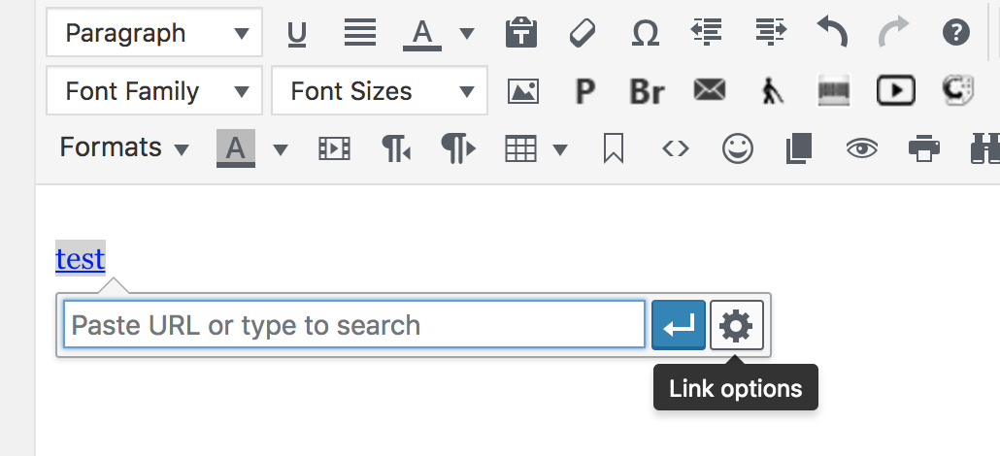 Paragraph
Font Family
Font Sizes
P
Br
Formats
A
A
test
Paste URL or type to search
Link options